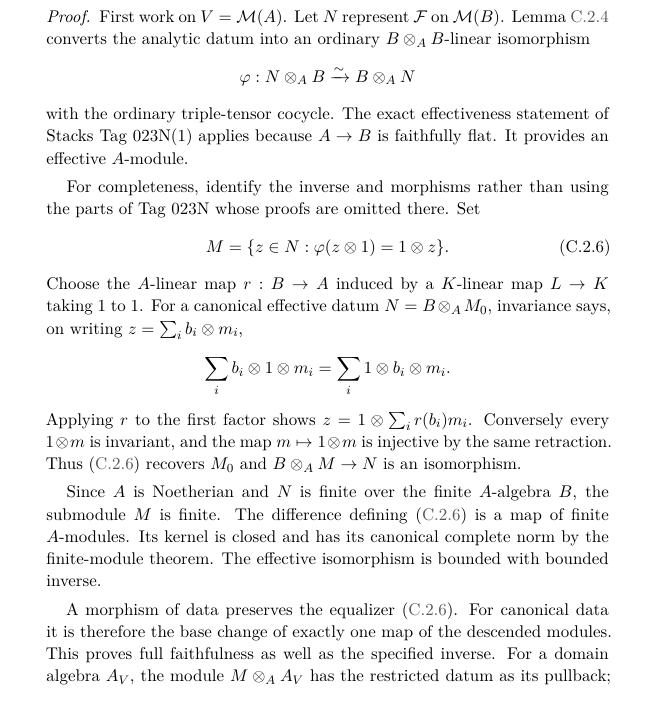 Proof. First work on V = ℳ(A). Let N represent ℱ on ℳ(B). Lemma C.2.4
converts the analytic datum into an ordinary B ⊗_A B-linear isomorphism
φ : N ⊗_A B ⥲ B ⊗_A N
with the ordinary triple-tensor cocycle. The exact effectiveness statement of
Stacks Tag 023N(1) applies because A → B is faithfully flat. It provides an
effective A-module.
For completeness, identify the inverse and morphisms rather than using
the parts of Tag 023N whose proofs are omitted there. Set
M = {z ∈ N : φ(z ⊗ 1) = 1 ⊗ z}. (C.2.6)
Choose the A-linear map r : B → A induced by a K-linear map L → K
taking 1 to 1. For a canonical effective datum N = B ⊗_A M_0, invariance says,
on writing z = ∑_i b_i ⊗ m_i,
∑_i b_i ⊗ 1 ⊗ m_i = ∑_i 1 ⊗ b_i ⊗ m_i.
Applying r to the first factor shows z = 1 ⊗ ∑_i r(b_i)m_i. Conversely every
1⊗m is invariant, and the map m ↦ 1⊗m is injective by the same retraction.
Thus (C.2.6) recovers M_0 and B ⊗_A M → N is an isomorphism.
Since A is Noetherian and N is finite over the finite A-algebra B, the
submodule M is finite. The difference defining (C.2.6) is a map of finite
A-modules. Its kernel is closed and has its canonical complete norm by the
finite-module theorem. The effective isomorphism is bounded with bounded
inverse.
A morphism of data preserves the equalizer (C.2.6). For canonical data
it is therefore the base change of exactly one map of the descended modules.
This proves full faithfulness as well as the specified inverse. For a domain
algebra A_V, the module M ⊗_A A_V has the restricted datum as its pullback;